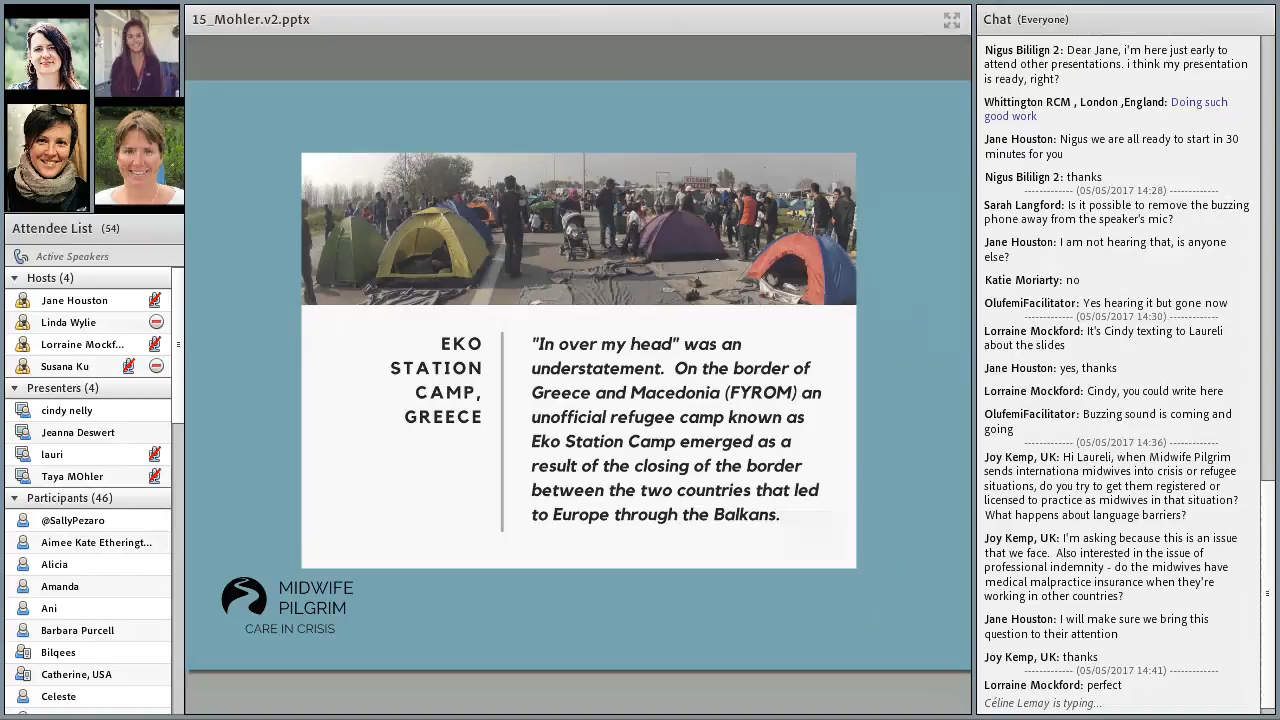 15_Mohler.v2.pptx
Attendee List (54)
Active Speakers
Hosts (4)
Jane Houston
Linda Wylie
Lorraine Mockf...
Susana Ku
Presenters (4)
cindy nelly
Jeanna Deswert
lauri
Taya MOhler
Participants (46)
@SallyPezaro
Aimee Kate Etheringt...
Alicia
Amanda
Ani
Barbara Purcell
Bilqees
Catherine, USA
Celeste
EKO
STATION
CAMP,
GREECE
"In over my head" was an
understatement. On the border of
Greece and Macedonia (FYROM) an
unofficial refugee camp known as
Eko Station Camp emerged as a
result of the closing of the border
between the two countries that led
to Europe through the Balkans.
MIDWIFE
PILGRIM
CARE IN CRISIS
Chat (Everyone)
Nigus Bililign 2: Dear Jane, i'm here just early to
attend other presentations. i think my presentation
is ready, right?
Whittington RCM , London ,England: Doing such
good work
Jane Houston: Nigus we are all ready to start in 30
minutes for you
Nigus Bililign 2: thanks
------------- (05/05/2017 14:28) -------------
Sarah Langford: Is it possible to remove the buzzing
phone away from the speaker's mic?
Jane Houston: I am not hearing that, is anyone
else?
Katie Moriarty: no
OlufemiFacilitator: Yes hearing it but gone now
------------- (05/05/2017 14:30) -------------
Lorraine Mockford: It's Cindy texting to Laureli
about the slides
Jane Houston: yes, thanks
Lorraine Mockford: Cindy, you could write here
OlufemiFacilitator: Buzzing sound is coming and
going
------------- (05/05/2017 14:36) -------------
Joy Kemp, UK: Hi Laureli, when Midwife Pilgrim
sends internationa midwives into crisis or refugee
situations, do you try to get them registered or
licensed to practice as midwives in that situation?
What happens about language barriers?
Joy Kemp, UK: I'm asking because this is an issue
that we face. Also interested in the issue of
professional indemnity - do the midwives have
medical malpractice insurance when they're
working in other countries?
Jane Houston: I will make sure we bring this
question to their attention
Joy Kemp, UK: thanks
------------- (05/05/2017 14:41) -------------
Lorraine Mockford: perfect
Céline Lemay is typing...